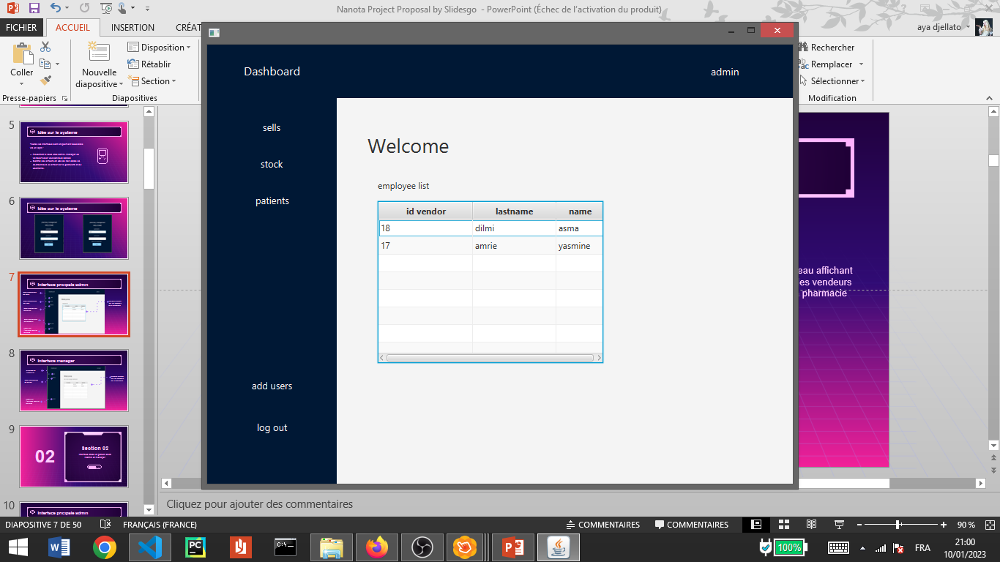 Nanota Project Proposal by Slidesgo - PowerPoint (Échec de l'activation du produit)
FICHIER
ACCUEIL
INSERTION
CRÉAT
aya djellato
Coller
Presse-papiers
Nouvelle
diapositive
Disposition
Rétablir
Section
Diapositives
Rechercher
Remplacer
Sélectionner
Modification
Dashboard
admin
sells
stock
patients
add users
log out
Welcome
employee list
id vendor lastname name
18 dilmi asma
17 amrie yasmine
5
Idée sur le systeme
6
Idée sur le systeme
7
Interface pricipale admin
8
Interface manager
9
02
Section 02
10
Interface pricipale admin
eau affichant
es vendeurs
pharmacie
Cliquez pour ajouter des commentaires
DIAPOSITIVE 7 DE 50
FRANÇAIS (FRANCE)
COMMENTAIRES
COMMENTAIRES
90 %
100%
FRA
21:00
10/01/2023